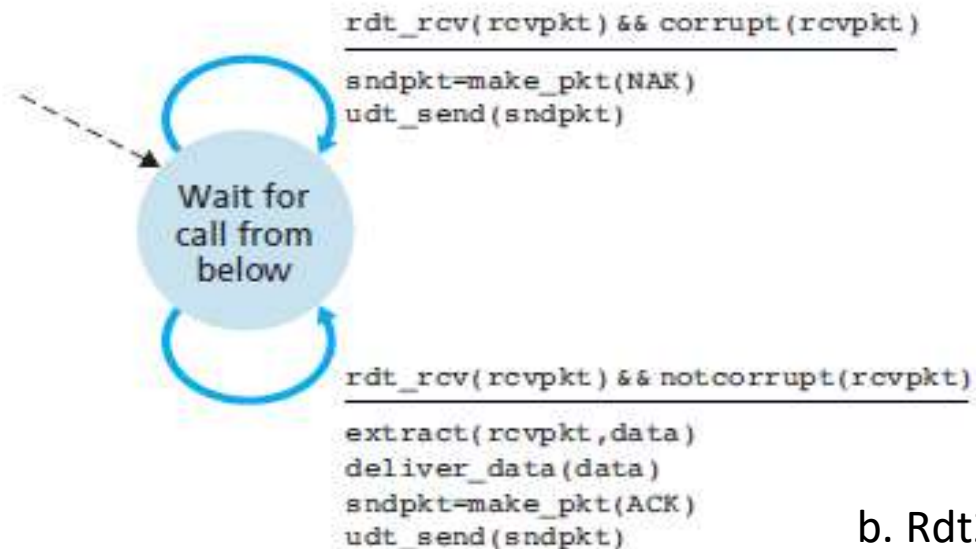 rdt_rcv(rcvpkt) && corrupt(rcvpkt)
sndpkt=make_pkt(NAK)
udt_send(sndpkt)
Wait for
call from
below
rdt_rcv(rcvpkt) && notcorrupt(rcvpkt)
extract(rcvpkt,data)
deliver_data(data)
sndpkt=make_pkt(ACK)
udt_send(sndpkt)
b. Rdt